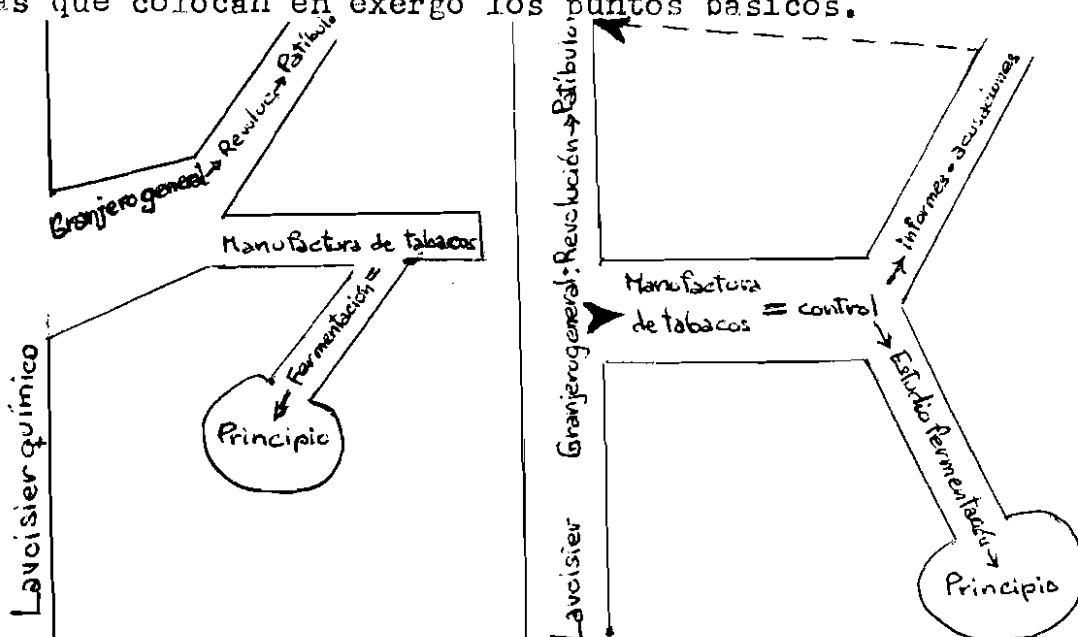 as que colocan en exergo los puntos básicos.
Lavoisier químico
Granjero general → Revoluc. → Patíbulo
Manufactura de tabacos
Fermentación =
Principio
Lavoisier Granjero general: Revolución → Patíbulo
Manufactura
de tabacos = control
→ informes • acusaciones
Estudio fermentación →
Principio